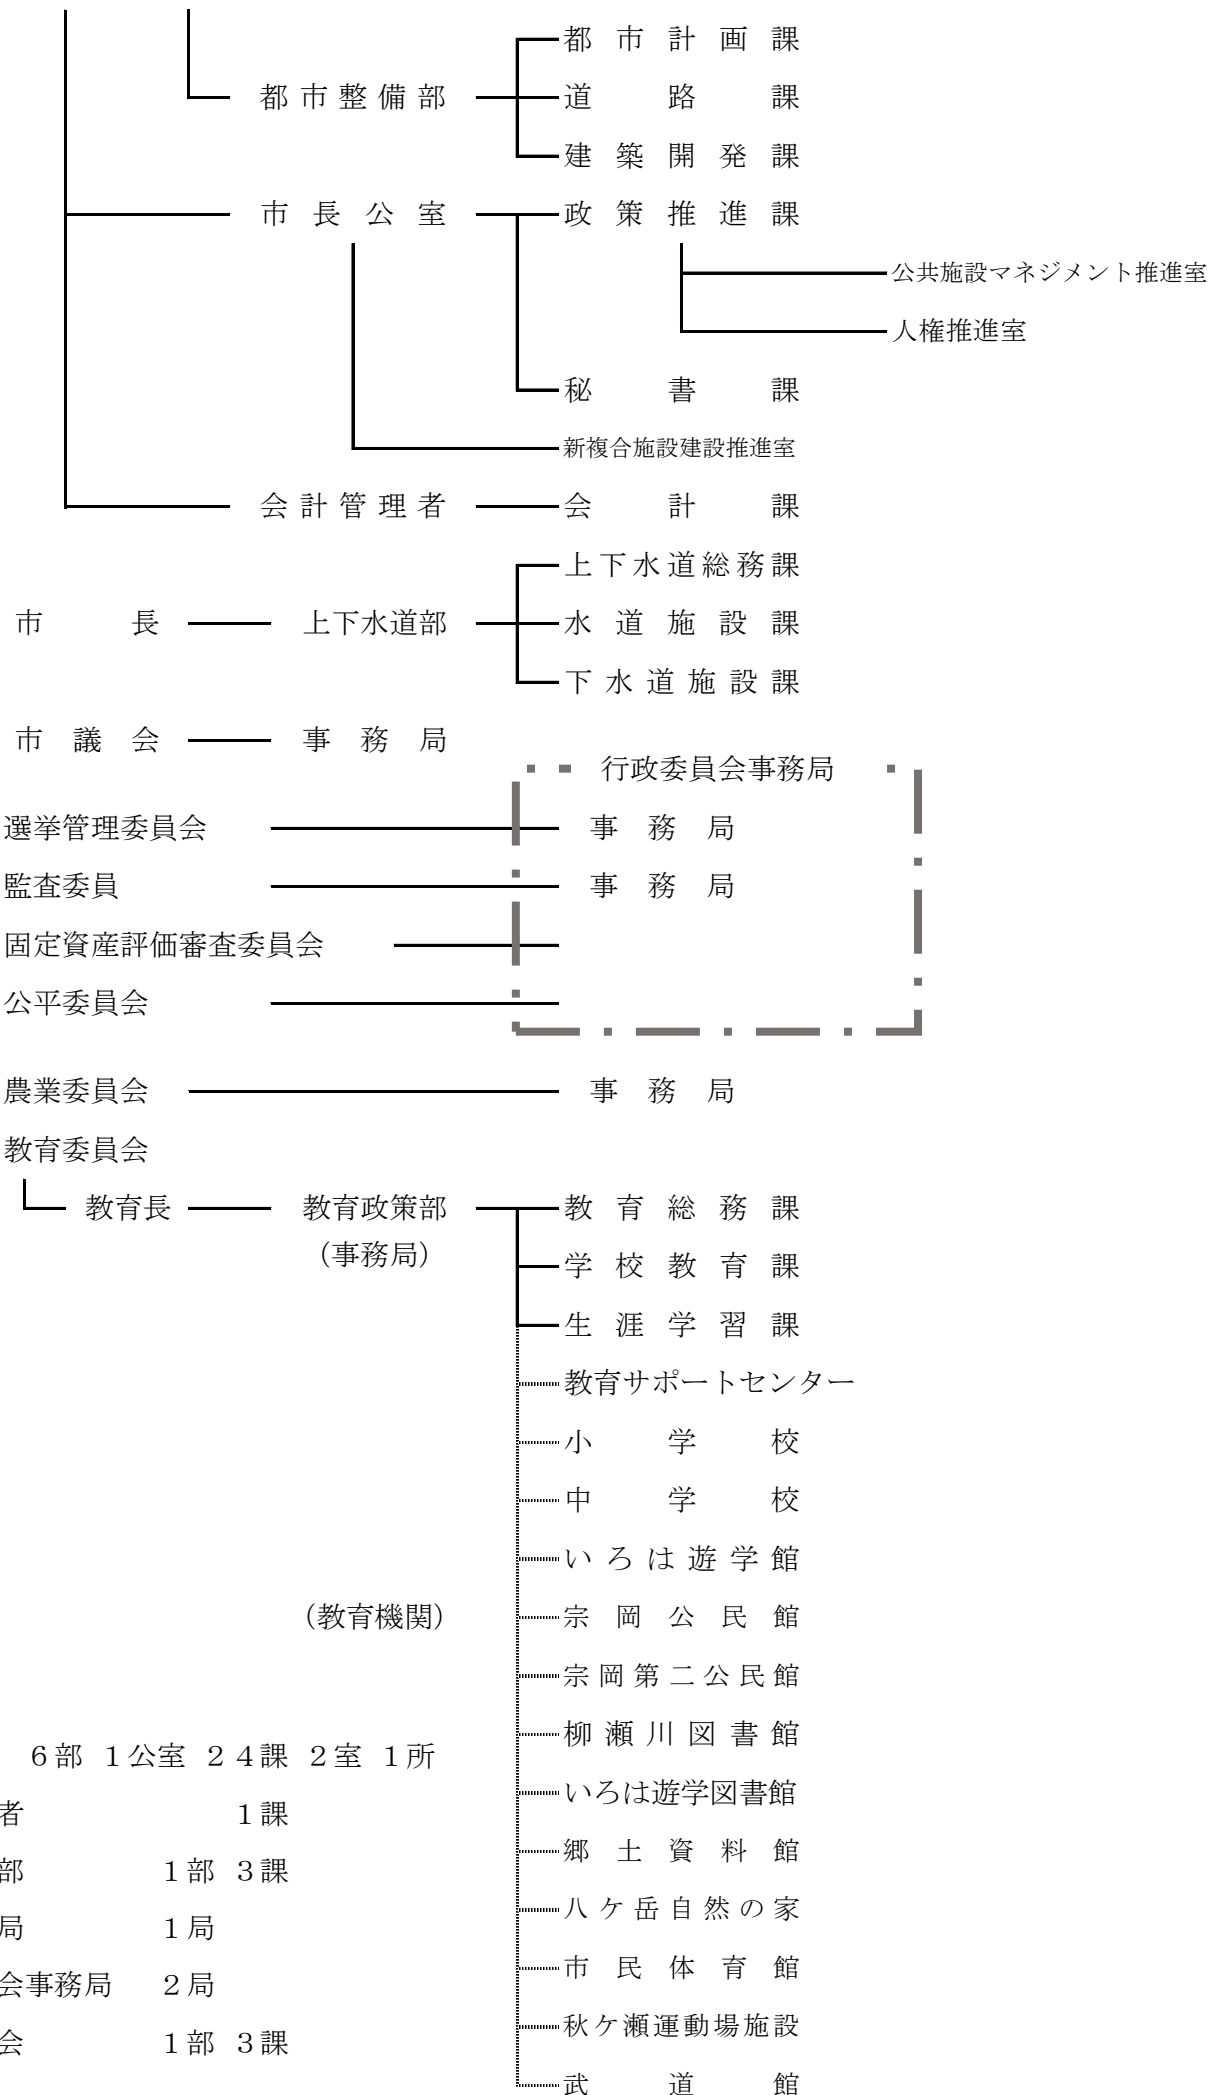 都市計画課
都市整備部 道路課
建築開発課
市長公室 政策推進課
公共施設マネジメント推進室
人権推進室
秘書課
新複合施設建設推進室
会計管理者 会計課
上下水道総務課
市長 上下水道部 水道施設課
下水道施設課
市議会 事務局
行政委員会事務局
選挙管理委員会 事務局
監査委員 事務局
固定資産評価審査委員会
公平委員会
農業委員会 事務局
教育委員会
教育長 教育政策部 教育総務課
（事務局）
学校教育課
生涯学習課
教育サポートセンター
小学校
中学校
いろは遊学館
（教育機関） 宗岡公民館
宗岡第二公民館
柳瀬川図書館
６部 １公室 ２４課 ２室 １所
いろは遊学図書館
者 １課
郷土資料館
部 １部 ３課
八ケ岳自然の家
局 １局
市民体育館
会事務局 ２局
秋ケ瀬運動場施設
会 １部 ３課
武道館